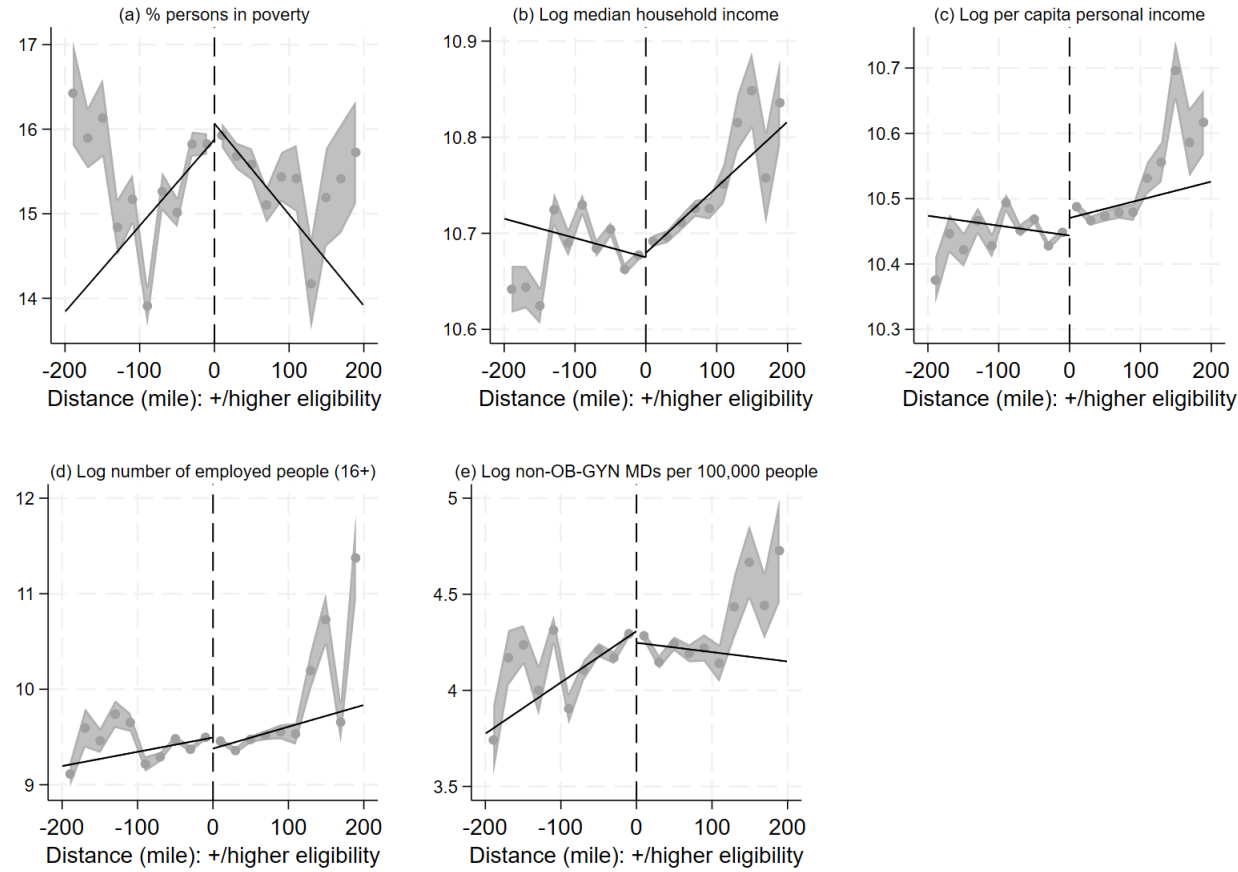 (a) % persons in poverty
17
16
15
14
-200 -100 0 100 200
Distance (mile): +/higher eligibility
(b) Log median household income
10.9
10.8
10.7
10.6
-200 -100 0 100 200
Distance (mile): +/higher eligibility
(c) Log per capita personal income
10.7
10.6
10.5
10.4
10.3
-200 -100 0 100 200
Distance (mile): +/higher eligibility
(d) Log number of employed people (16+)
12
11
10
9
-200 -100 0 100 200
Distance (mile): +/higher eligibility
(e) Log non-OB-GYN MDs per 100,000 people
5
4.5
4
3.5
-200 -100 0 100 200
Distance (mile): +/higher eligibility